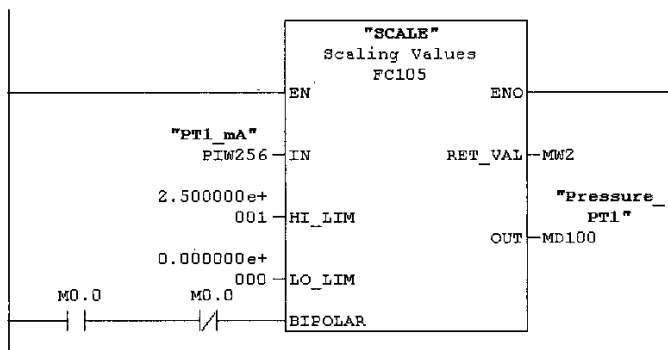 "SCALE"
Scaling Values
FC105
EN
ENO
"PT1_mA"
PIW256
IN
RET_VAL
MW2
2.500000e+
001
HI_LIM
"Pressure_
PT1"
OUT
MD100
0.000000e+
000
LO_LIM
M0.0
M0.0
BIPOLAR